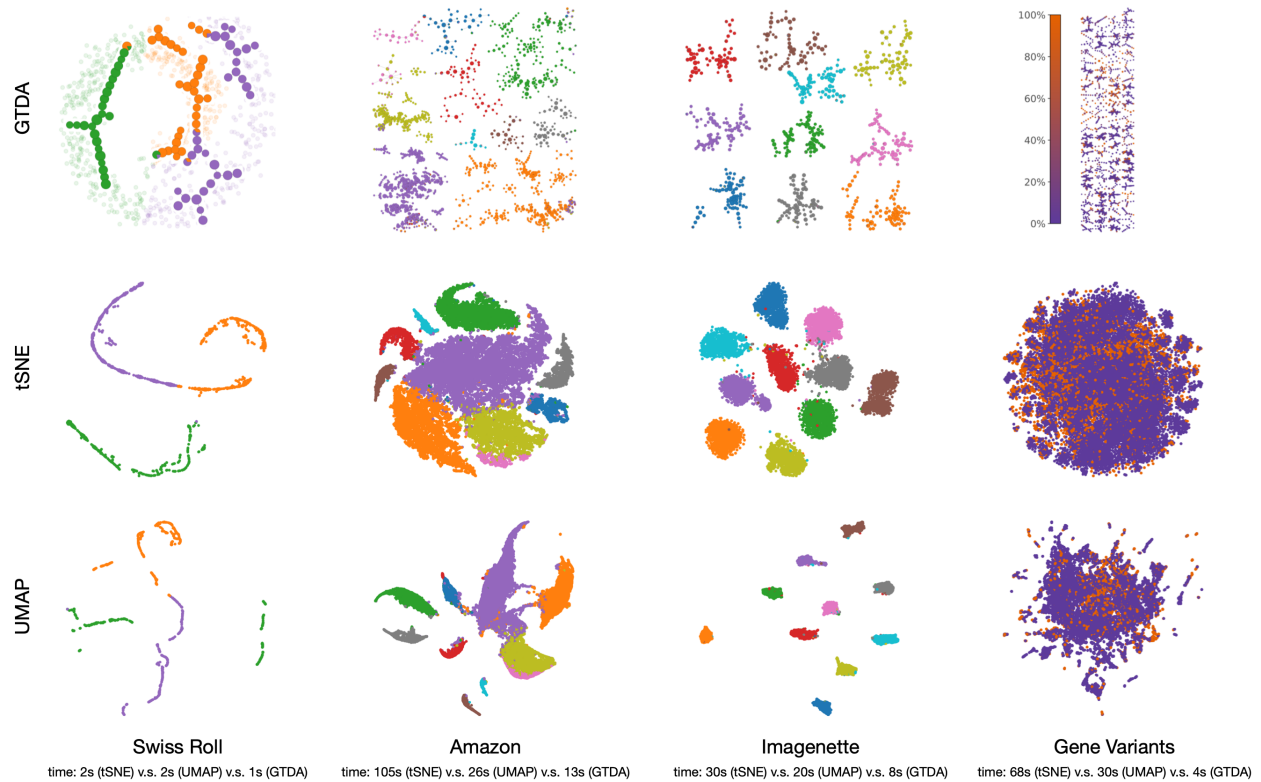 GTDA
100%
80%
60%
40%
20%
0%
tSNE
UMAP
Swiss Roll
Amazon
Imagenette
Gene Variants
time: 2s (tSNE) v.s. 2s (UMAP) v.s. 1s (GTDA)
time: 105s (tSNE) v.s. 26s (UMAP) vs. 13s (GTDA)
time: 30s (tSNE) v.s. 20s (UMAP) v.s. 8s (GTDA)
time: 68s (tSNE) v.s. 30s (UMAP) v.s. 4s (GTDA)